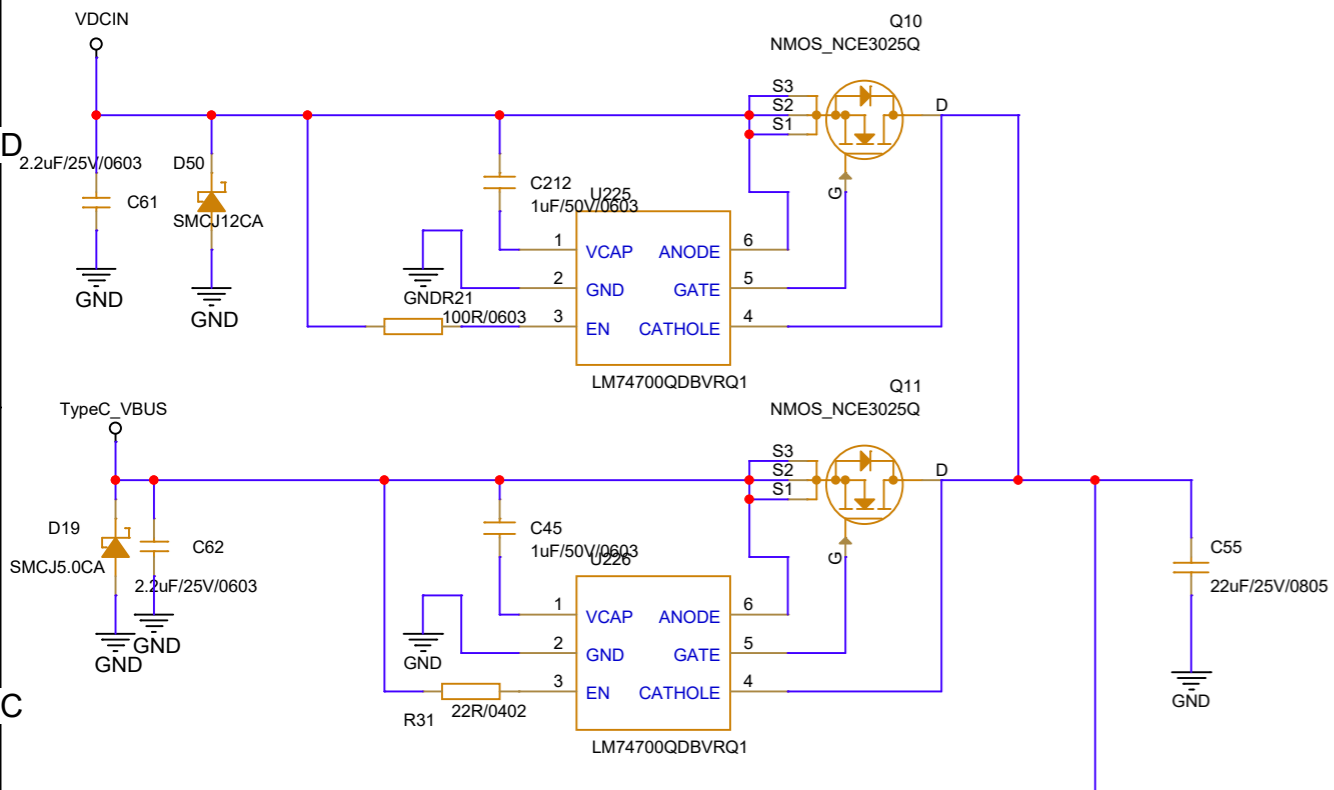 VDCIN
Q10
NMOS_NCE3025Q
S3
S2
S1
D
G
D
2.2uF/25V/0603
C61
D50
SMCJ12CA
GND
GND
C212
1uF/50V/0603
U225
1
VCAP
ANODE
6
2
GND
GATE
5
3
EN
CATHOLE
4
GND
R21
100R/0603
LM74700QDBVRQ1
TypeC_VBUS
Q11
NMOS_NCE3025Q
S3
S2
S1
D
G
D19
SMCJ5.0CA
C62
2.2uF/25V/0603
GND
GND
C45
1uF/50V/0603
U226
1
VCAP
ANODE
6
2
GND
GATE
5
3
EN
CATHOLE
4
GND
R31
22R/0402
LM74700QDBVRQ1
C55
22uF/25V/0805
GND
C